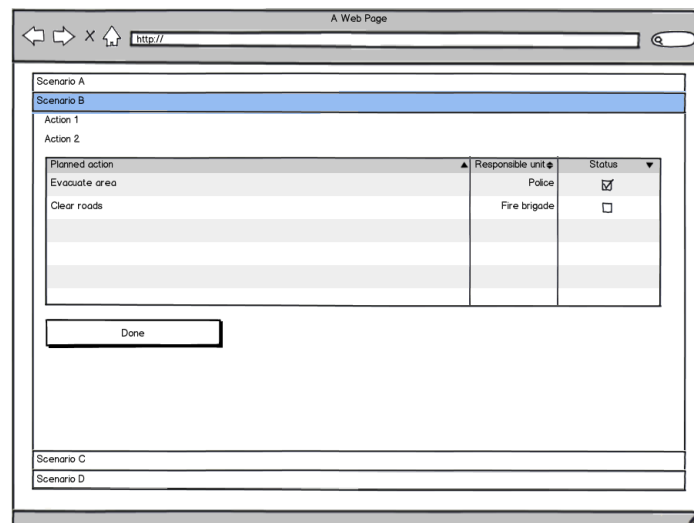 A Web Page
http://
Scenario A
Scenario B
Action 1
Action 2
Planned action Responsible unit Status
Evacuate area Police
Clear roads Fire brigade
Done
Scenario C
Scenario D